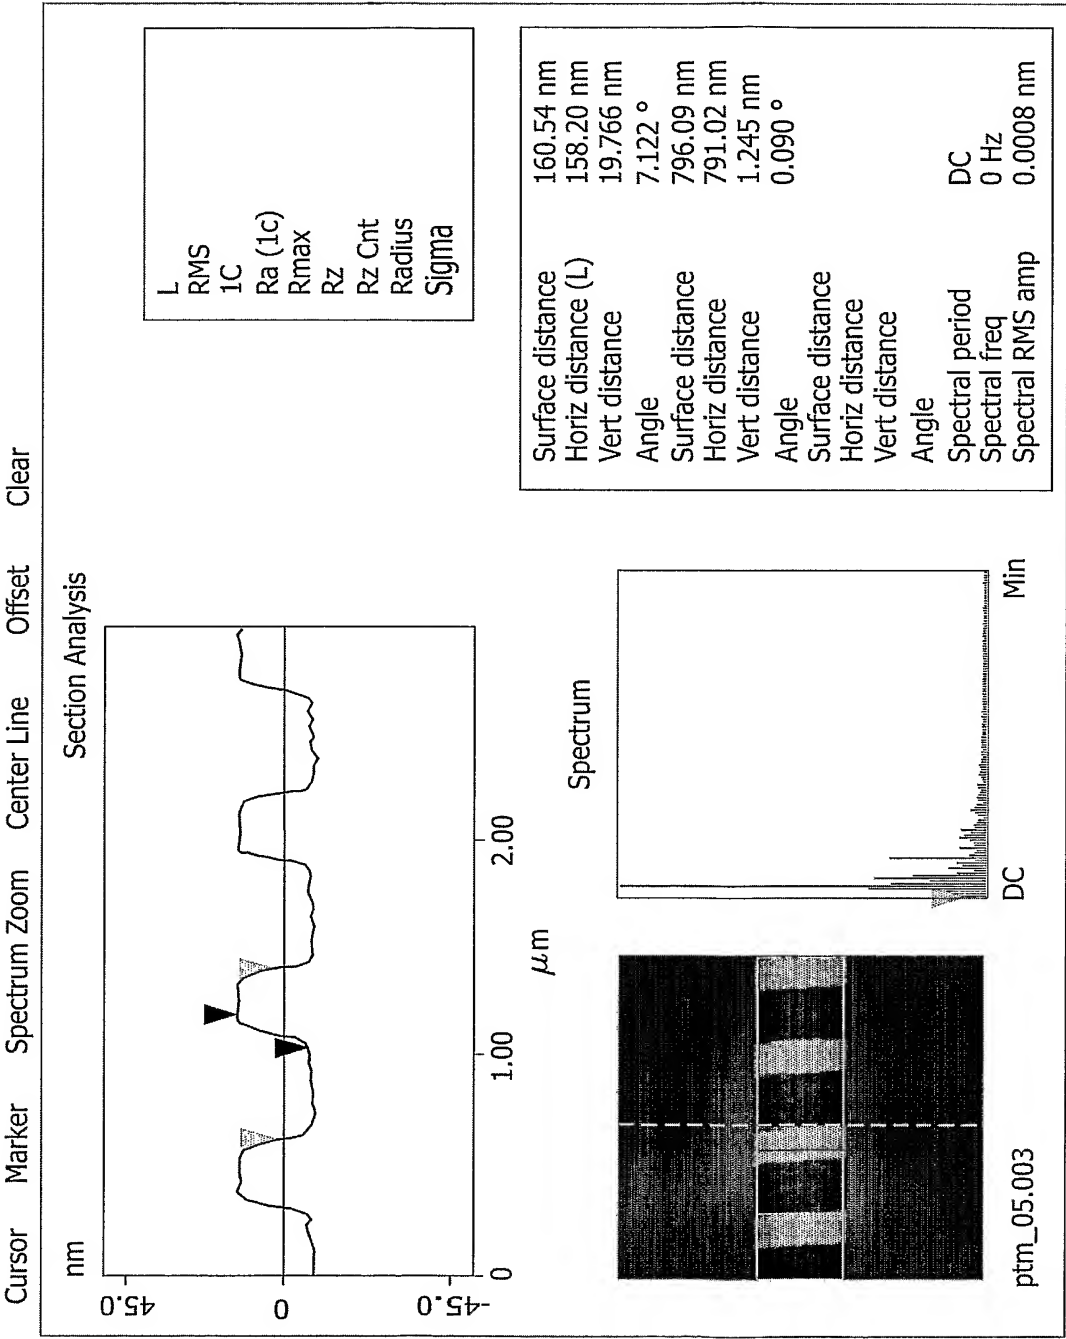 Cursor Marker Spectrum Zoom Center Line Offset Clear
Section Analysis
nm
45.0
0
-45.0
0 1.00 2.00
μm
L
RMS
1C
Ra (1c)
Rmax
Rz
Rz Cnt
Radius
Sigma
Spectrum
DC Min
ptm_05.003
Surface distance 160.54 nm
Horiz distance (L) 158.20 nm
Vert distance 19.766 nm
Angle 7.122 °
Surface distance 796.09 nm
Horiz distance 791.02 nm
Vert distance 1.245 nm
Angle 0.090 °
Surface distance
Horiz distance
Vert distance
Angle
Spectral period DC
Spectral freq 0 Hz
Spectral RMS amp 0.0008 nm